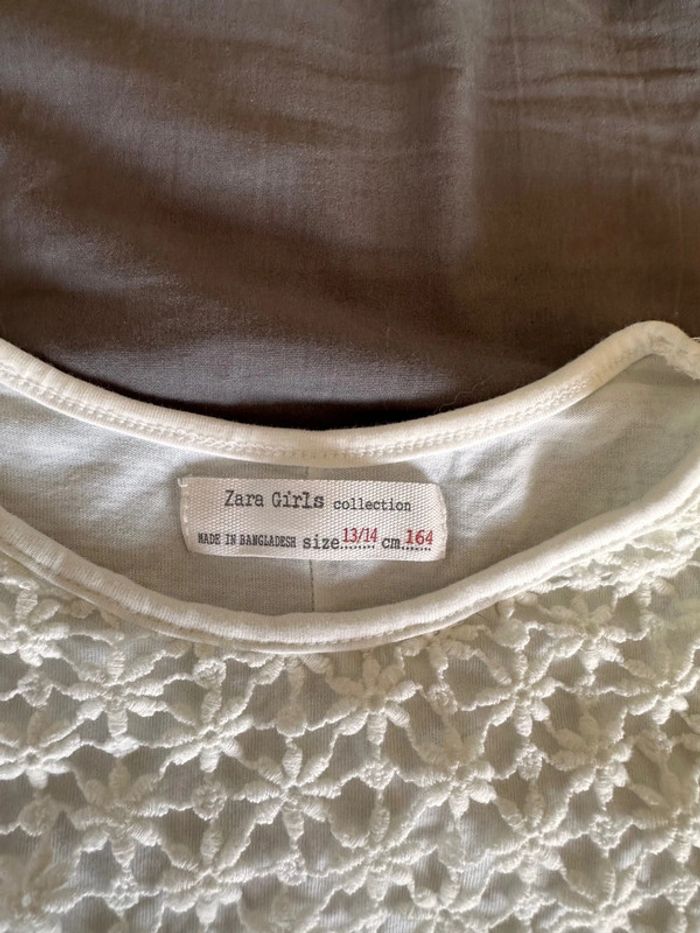 Zara Girls collection
MADE IN BANGLADESH size 13/14 cm 164